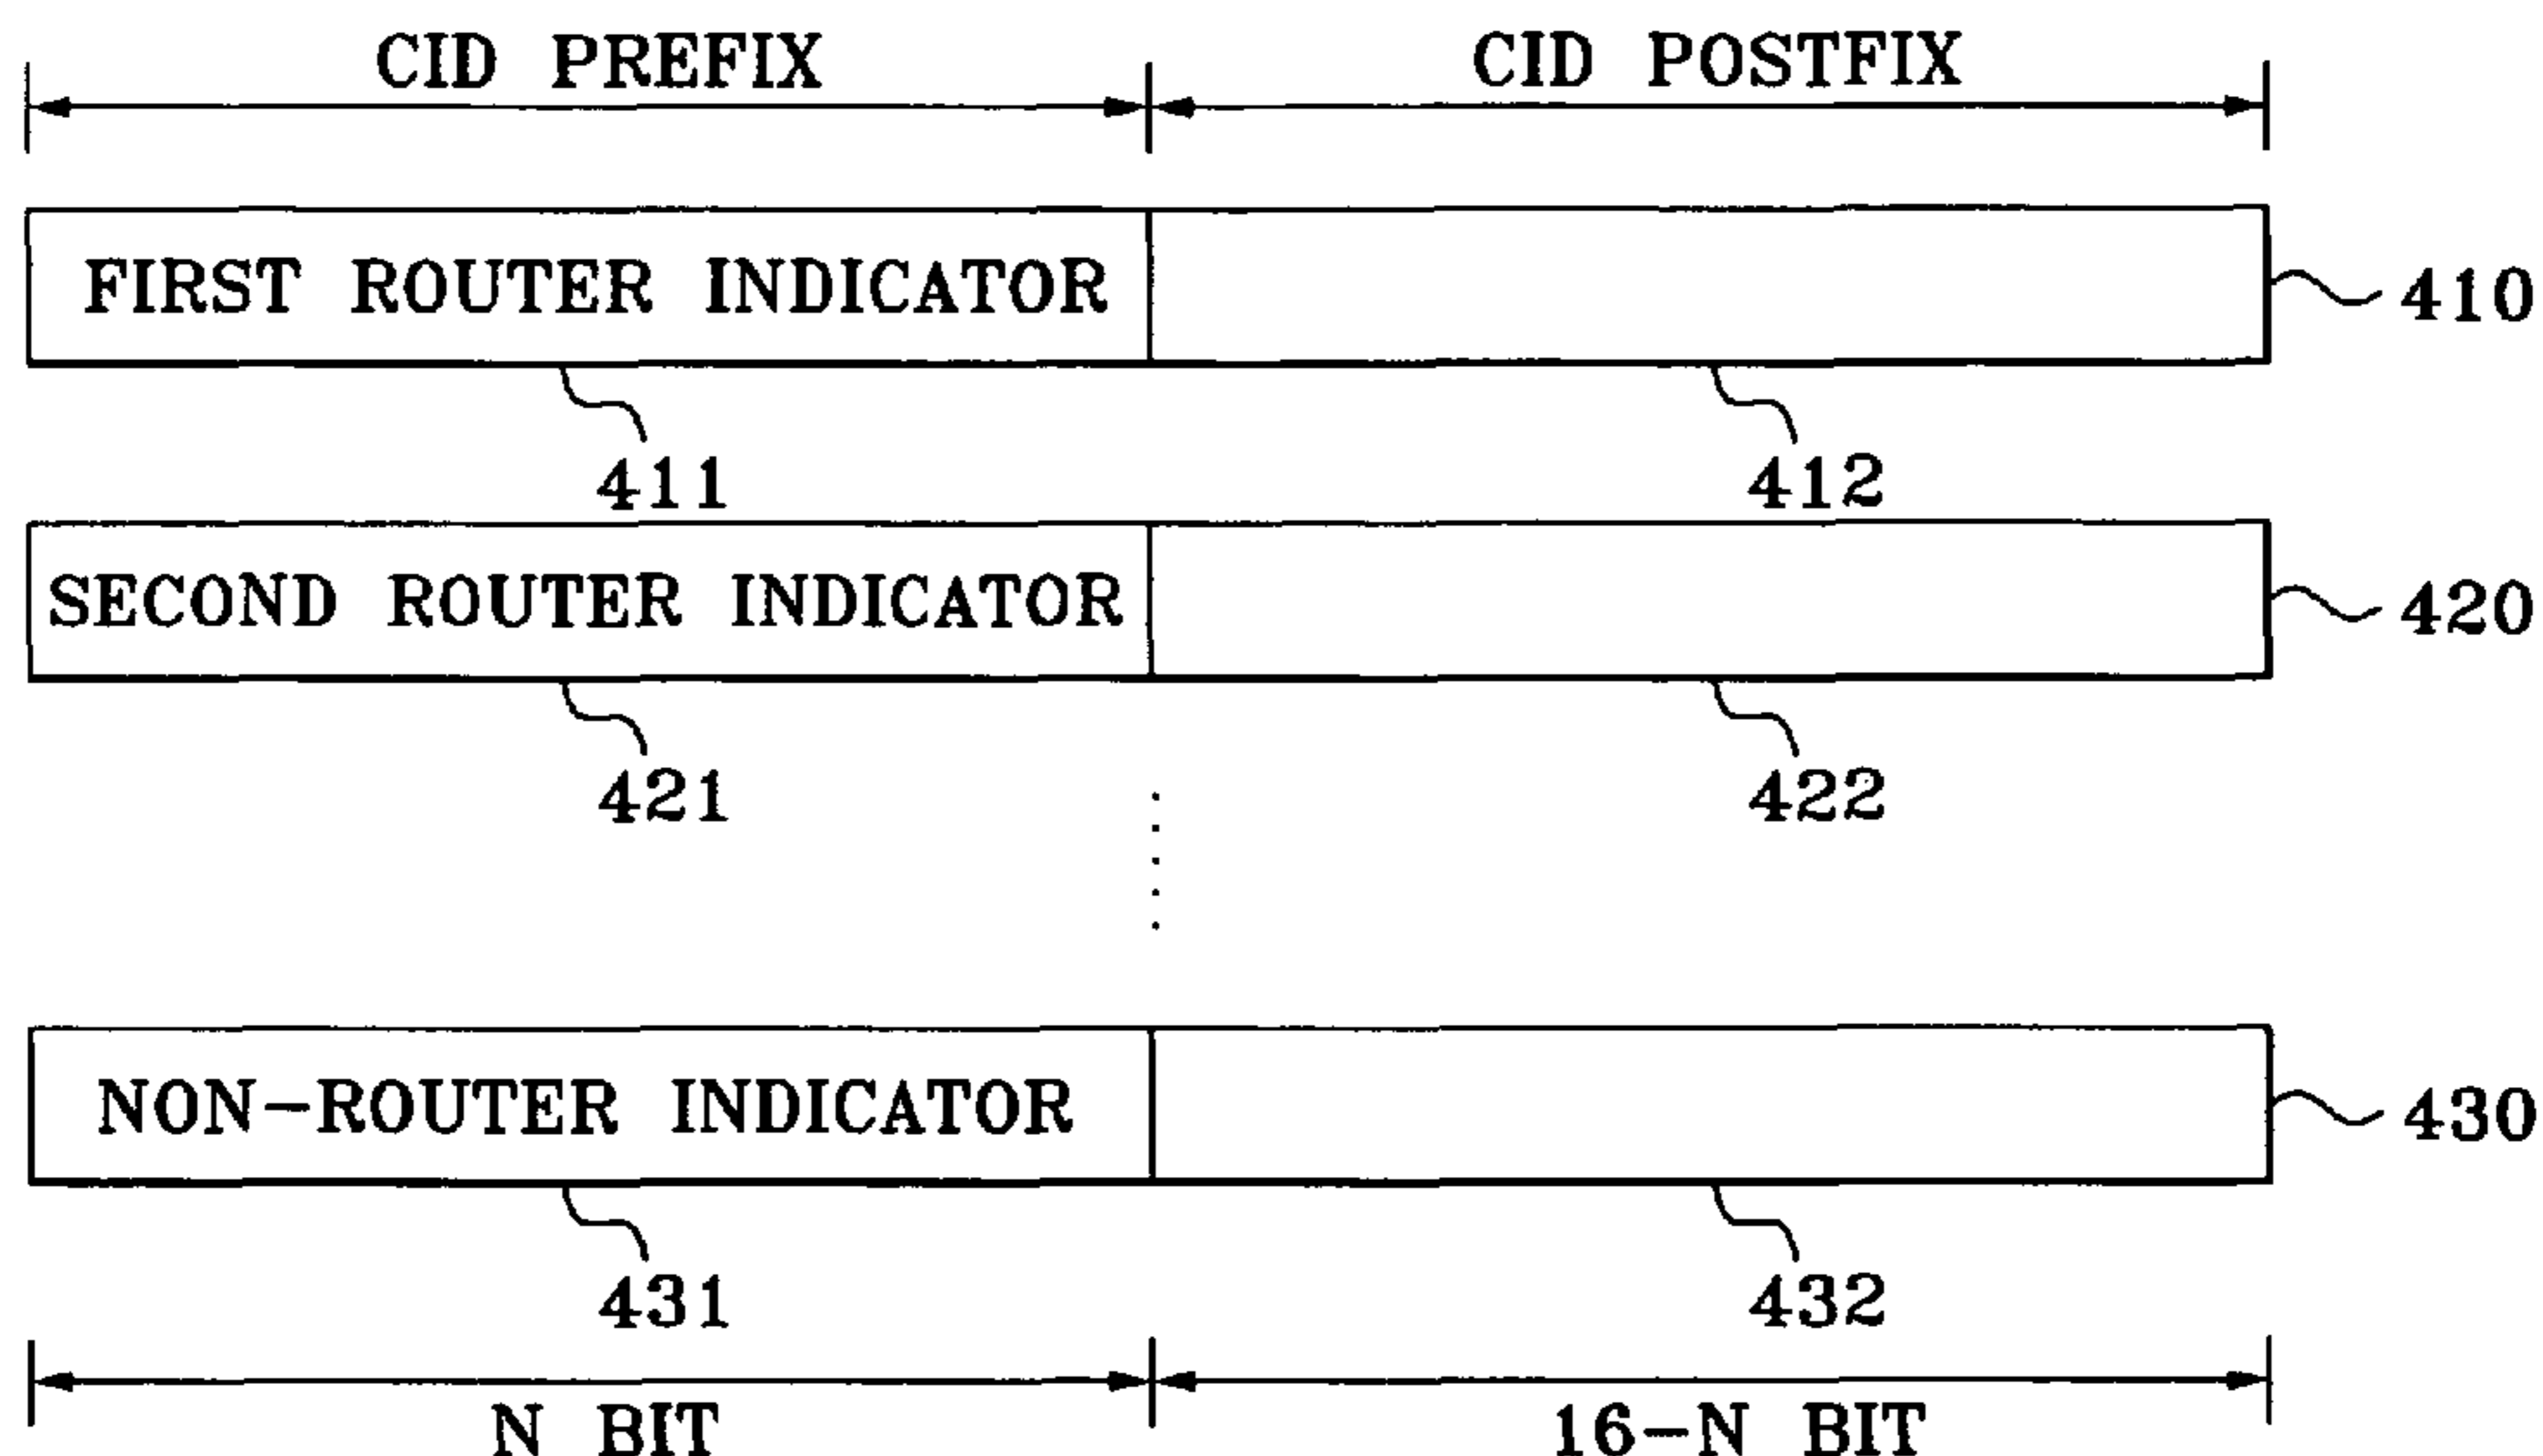 CID PREFIX CID POSTFIX
FIRST ROUTER INDICATOR 410
411 412
SECOND ROUTER INDICATOR 420
421 422
NON-ROUTER INDICATOR 430
431 432
N BIT 16-N BIT